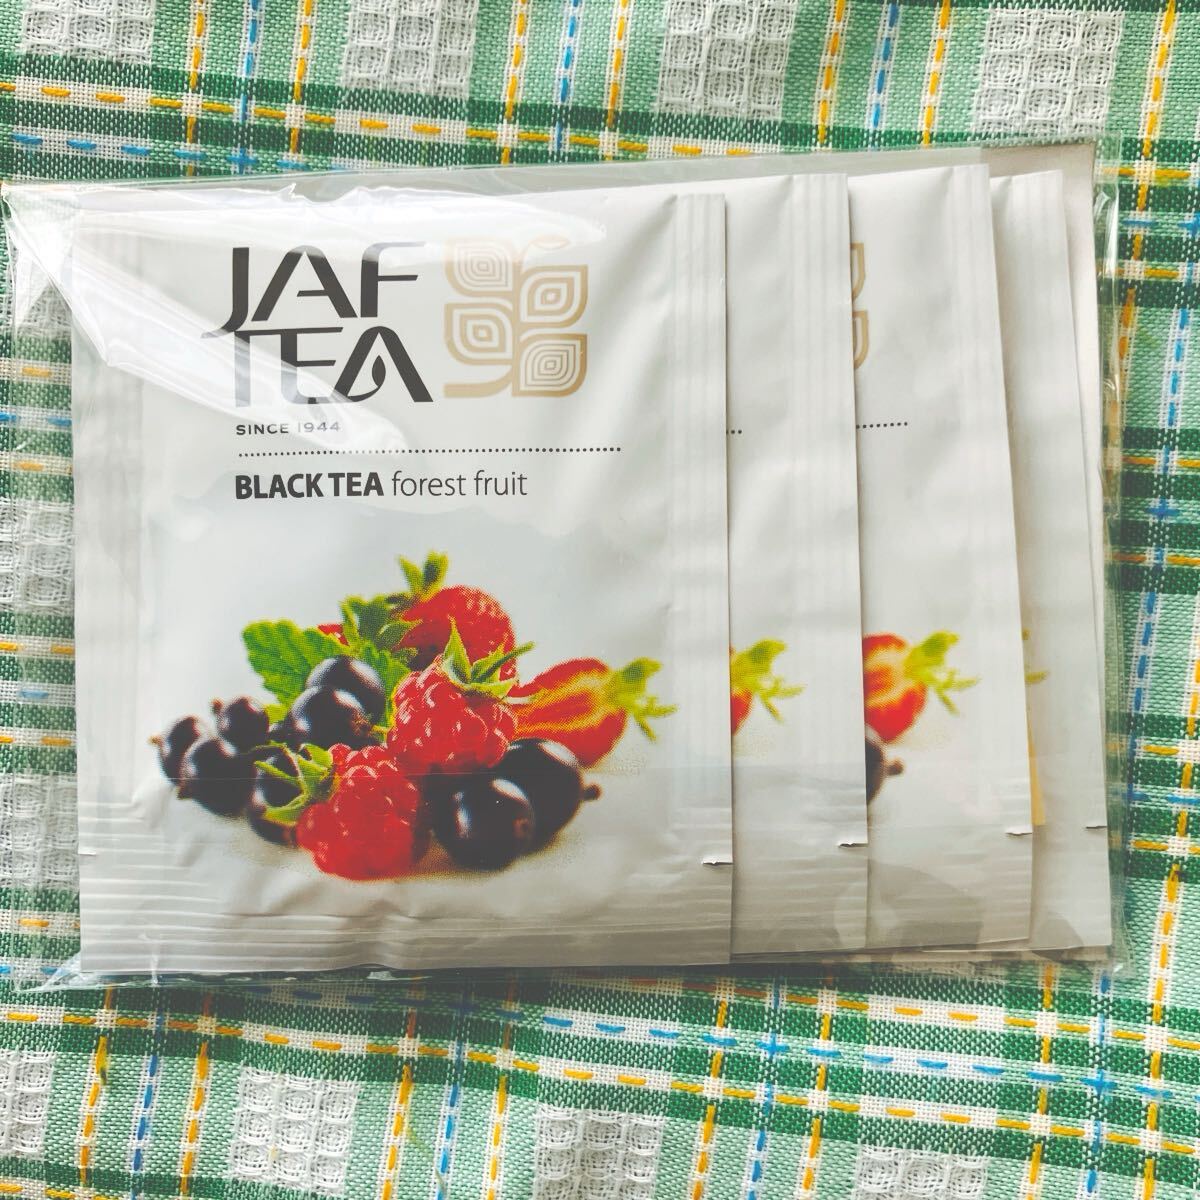 JAF
TEA
SINCE 1944
BLACK TEA forest fruit